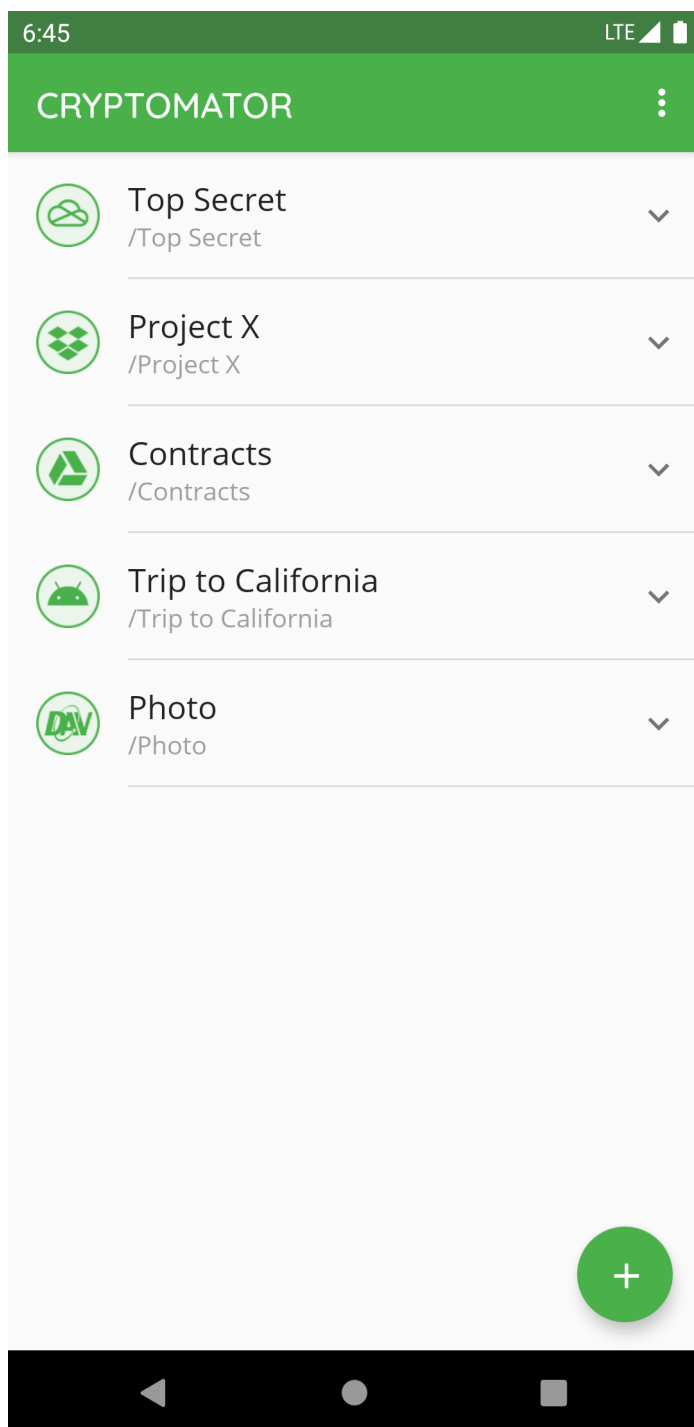 6:45
LTE
CRYPTOMATOR
Top Secret
/Top Secret
Project X
/Project X
Contracts
/Contracts
Trip to California
/Trip to California
DAV
Photo
/Photo